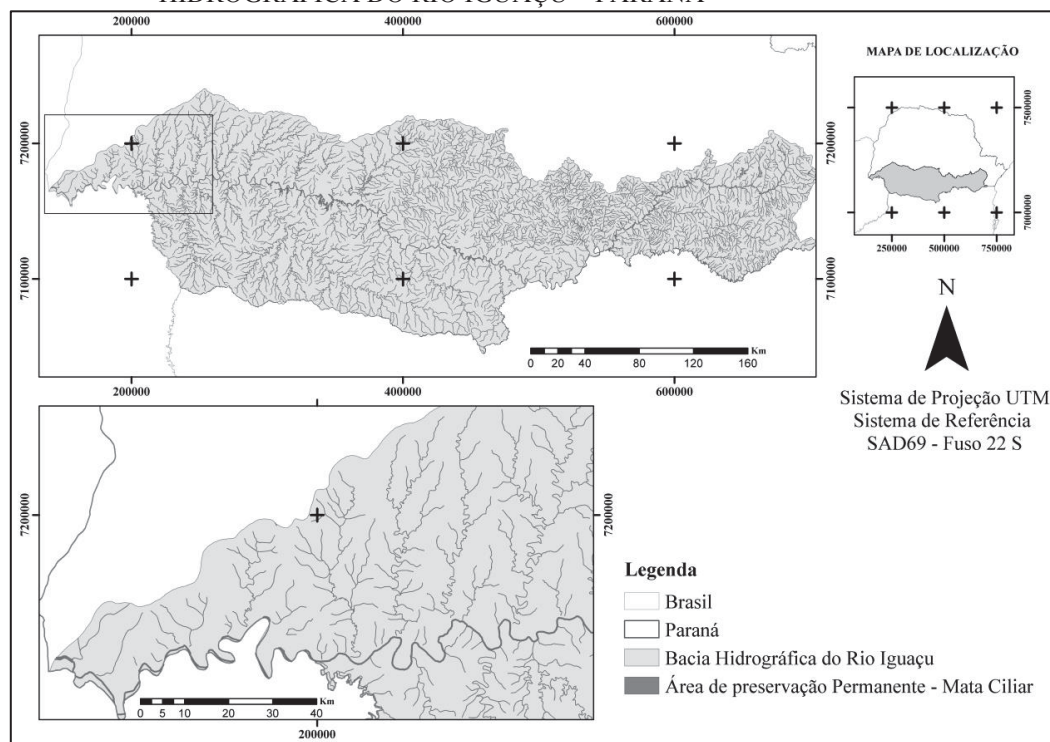 HIDROGRÁFICA DO RIO IGUAÇU – PARANÁ
200000 400000 600000
7200000 7200000
7100000 7100000
Km
0 20 40 80 120 160
200000 400000 600000
MAPA DE LOCALIZAÇÃO
7500000
7000000
250000 500000 750000
N
Sistema de Projeção UTM
Sistema de Referência
SAD69 - Fuso 22 S
7200000 7200000
Km
0 5 10 20 30 40
200000
Legenda
Brasil
Paraná
Bacia Hidrográfica do Rio Iguaçu
Área de preservação Permanente - Mata Ciliar